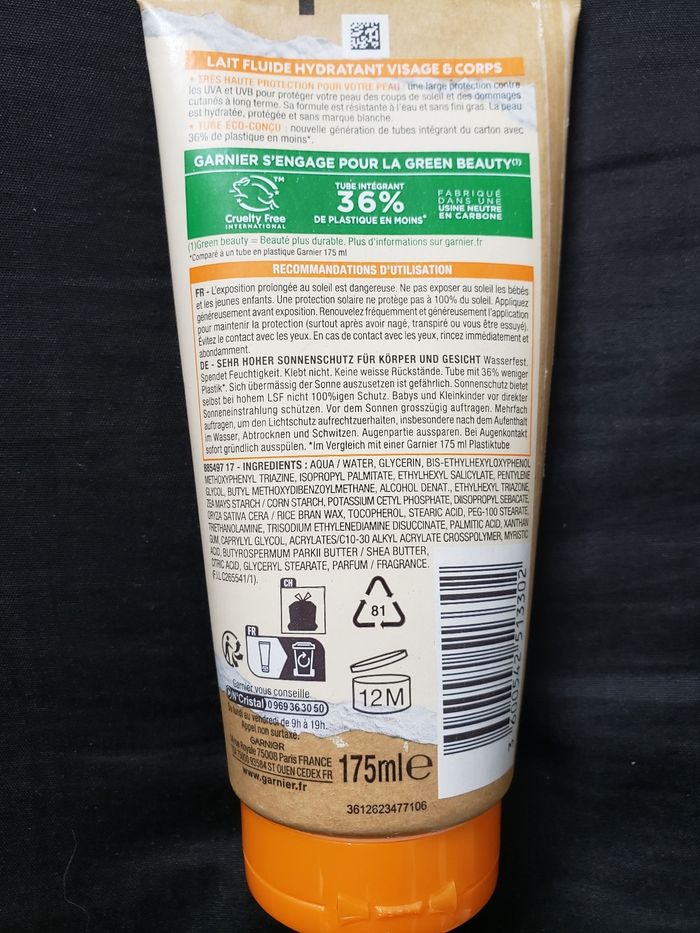 LAIT FLUIDE HYDRATANT VISAGE & CORPS
• TRÈS HAUTE PROTECTION POUR VOTRE PEAU : une large protection contre
les UVA et UVB pour protéger votre peau des coups de soleil et des dommages
cutanés à long terme. Sa formule est résistante à l'eau et sans fini gras. La peau
est hydratée, protégée et sans marque blanche.
• TUBE ÉCO-CONÇU : nouvelle génération de tubes intégrant du carton avec
36% de plastique en moins*.
GARNIER S'ENGAGE POUR LA GREEN BEAUTY(1)
TM
Cruelty Free
INTERNATIONAL
TUBE INTÉGRANT
36%
DE PLASTIQUE EN MOINS*
FABRIQUÉ
DANS UNE
USINE NEUTRE
EN CARBONE
(1)Green beauty = Beauté plus durable. Plus d'informations sur garnier.fr
*Comparé à un tube en plastique Garnier 175 ml
RECOMMANDATIONS D'UTILISATION
FR - L'exposition prolongée au soleil est dangereuse. Ne pas exposer au soleil les bébés
et les jeunes enfants. Une protection solaire ne protège pas à 100% du soleil. Appliquez
généreusement avant exposition. Renouvelez fréquemment et généreusement l'application
pour maintenir la protection (surtout après avoir nagé, transpiré ou vous être essuyé).
Évitez le contact avec les yeux. En cas de contact avec les yeux, rincez immédiatement et
abondamment.
DE - SEHR HOHER SONNENSCHUTZ FÜR KÖRPER UND GESICHT Wasserfest.
Spendet Feuchtigkeit. Klebt nicht. Keine weisse Rückstände. Tube mit 36% weniger
Plastik*. Sich übermässig der Sonne auszusetzen ist gefährlich. Sonnenschutz bietet
selbst bei hohem LSF nicht 100%igen Schutz. Babys und Kleinkinder vor direkter
Sonneneinstrahlung schützen. Vor dem Sonnen grosszügig auftragen. Mehrfach
auftragen, um den Lichtschutz aufrechtzuerhalten, insbesondere nach dem Aufenthalt
im Wasser, Abtrocknen und Schwitzen. Augenpartie aussparen. Bei Augenkontakt
sofort gründlich ausspülen. *Im Vergleich mit einer Garnier 175 ml Plastiktube
885497 17 - INGREDIENTS : AQUA / WATER, GLYCERIN, BIS-ETHYLHEXYLOXYPHENOL
METHOXYPHENYL TRIAZINE, ISOPROPYL PALMITATE, ETHYLHEXYL SALICYLATE, PENTYLENE
GLYCOL, BUTYL METHOXYDIBENZOYLMETHANE, ALCOHOL DENAT., ETHYLHEXYL TRIAZONE,
ZEA MAYS STARCH / CORN STARCH, POTASSIUM CETYL PHOSPHATE, DIISOPROPYL SEBACATE,
ORYZA SATIVA CERA / RICE BRAN WAX, TOCOPHEROL, STEARIC ACID, PEG-100 STEARATE,
TRIETHANOLAMINE, TRISODIUM ETHYLENEDIAMINE DISUCCINATE, PALMITIC ACID, XANTHAN
GUM, CAPRYLYL GLYCOL, ACRYLATES/C10-30 ALKYL ACRYLATE CROSSPOLYMER, MYRISTIC
ACID, BUTYROSPERMUM PARKII BUTTER / SHEA BUTTER,
CITRIC ACID, GLYCERYL STEARATE, PARFUM / FRAGRANCE.
(F.I.L C265541/1).
CH
81
FR
12M
Garnier vous conseille
N°Cristal 0 969 36 30 50
Du lundi au vendredi de 9h à 19h.
Appel non surtaxé.
GARNIER
rue Royale 75008 Paris FRANCE
93584 ST OUEN CEDEX FR
www.garnier.fr
175ml e
3612623477106
3 600542 513302